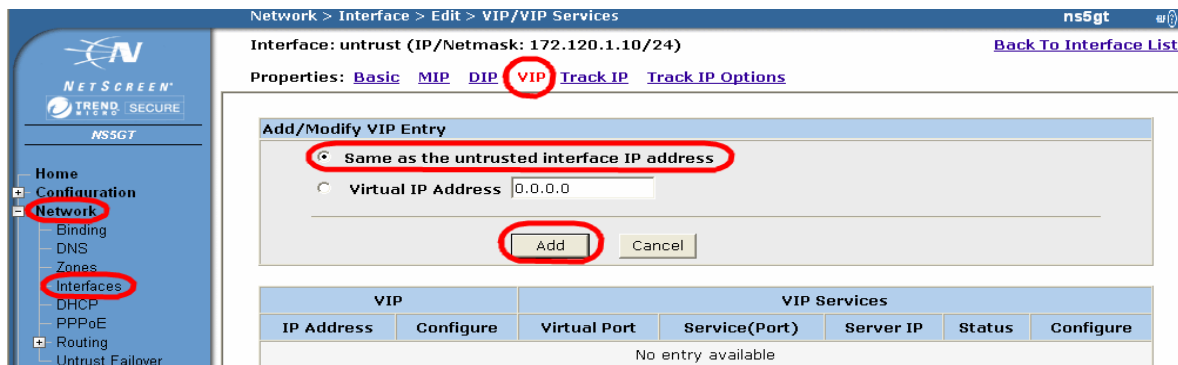 Network > Interface > Edit > VIP/VIP Services
ns5gt
Interface: untrust (IP/Netmask: 172.120.1.10/24)
Back To Interface List
Properties: Basic MIP DIP VIP Track IP Track IP Options
N
NETSCREEN
TREND MICRO SECURE
NS5GT
Home
Configuration
Network
Binding
DNS
Zones
Interfaces
DHCP
PPPoE
Routing
Untrust Failover
Add/Modify VIP Entry
Same as the untrusted interface IP address
Virtual IP Address 0.0.0.0
Add Cancel
VIP VIP Services
IP Address Configure Virtual Port Service(Port) Server IP Status Configure
No entry available